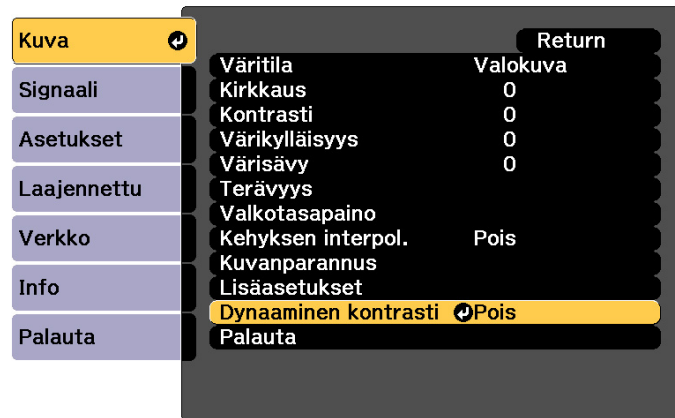 Kuva
Signaali
Asetukset
Laajennettu
Verkko
Info
Palauta
Return
Väritila Valokuva
Kirkkaus 0
Kontrasti 0
Värikylläisyys 0
Värisävy 0
Terävyys
Valkotasapaino
Kehyksen interpol. Pois
Kuvanparannus
Lisäasetukset
Dynaaminen kontrasti Pois
Palauta